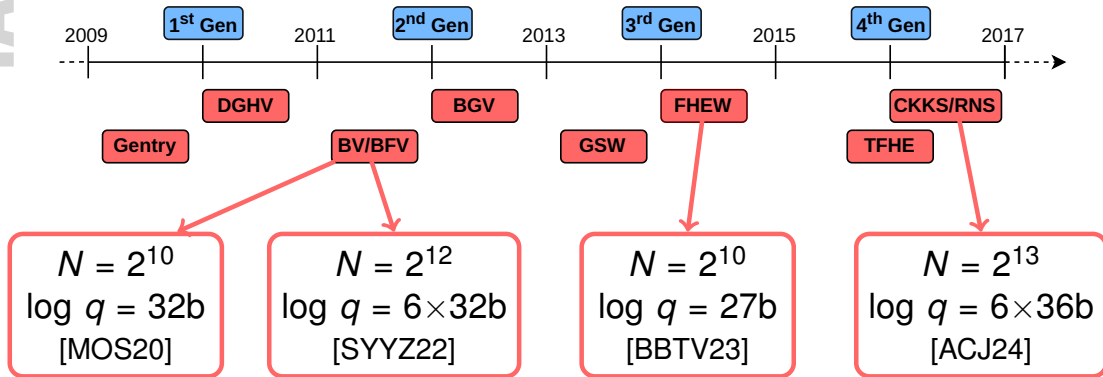 1st Gen
2nd Gen
3rd Gen
4th Gen
2009
2011
2013
2015
2017
DGHV
BGV
FHEW
CKKS/RNS
Gentry
BV/BFV
GSW
TFHE
N = 2^10
log q = 32b
[MOS20]
N = 2^12
log q = 6×32b
[SYYZ22]
N = 2^10
log q = 27b
[BBTV23]
N = 2^13
log q = 6×36b
[ACJ24]